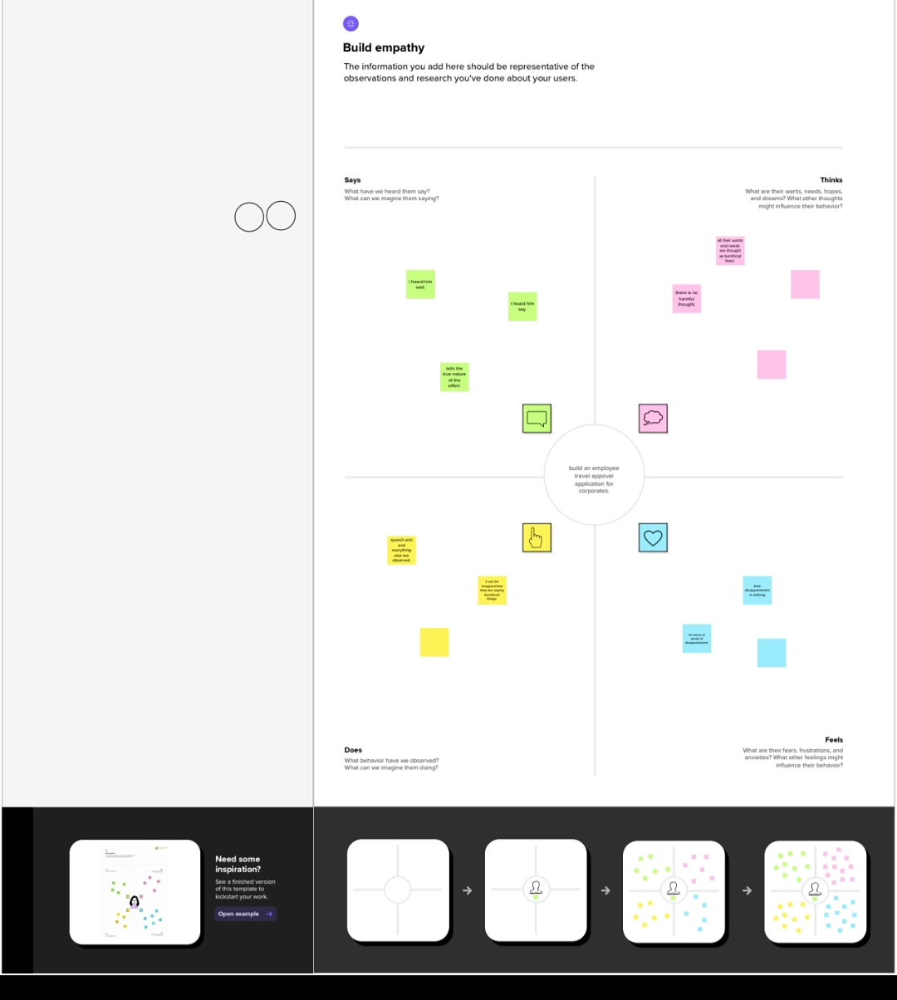 Build empathy
The information you add here should be representative of the
observations and research you've done about your users.
Says
What have we heard them say?
What can we magine them saying?
Thinks
What are their wants, needs, hopes,
and dreams? What other thoughts
might influence their behavior?
all their wants
and needs
are thought
as benificial
fears
i heard him
said.
there is no
harmful
thought.
i heard him
say.
tells the
true nature
of the
effort.
build an employee
trevel appovel
application for
corporates.
speech acts
and
everything
else are
observed.
it can be
imagined that
they are saying
beneficial
things.
their
disappointment
is nothing.
no worry or
disappointment.
Does
What behavior have we observed?
What can we imagine them doing?
Feels
What are their fears, frustrations, and
anxieties? What other feelings might
influence their behavior?
Need some
inspiration?
See a finished version
of this template to
kickstart your work.
Open example